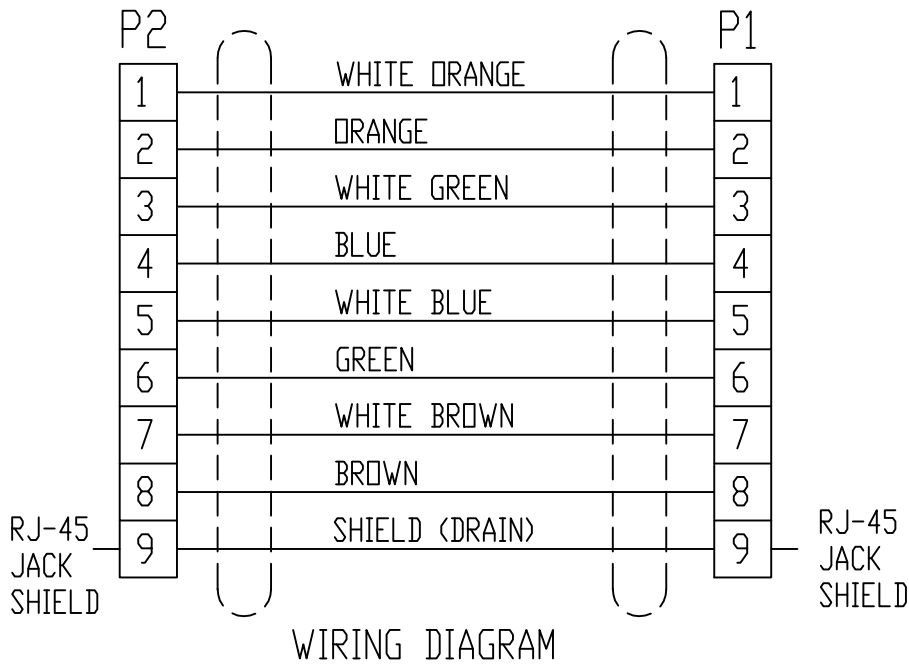 P2 P1
1 WHITE ORANGE 1
2 ORANGE 2
3 WHITE GREEN 3
4 BLUE 4
5 WHITE BLUE 5
6 GREEN 6
7 WHITE BROWN 7
8 BROWN 8
9 SHIELD (DRAIN) 9
RJ-45
JACK
SHIELD
RJ-45
JACK
SHIELD
WIRING DIAGRAM